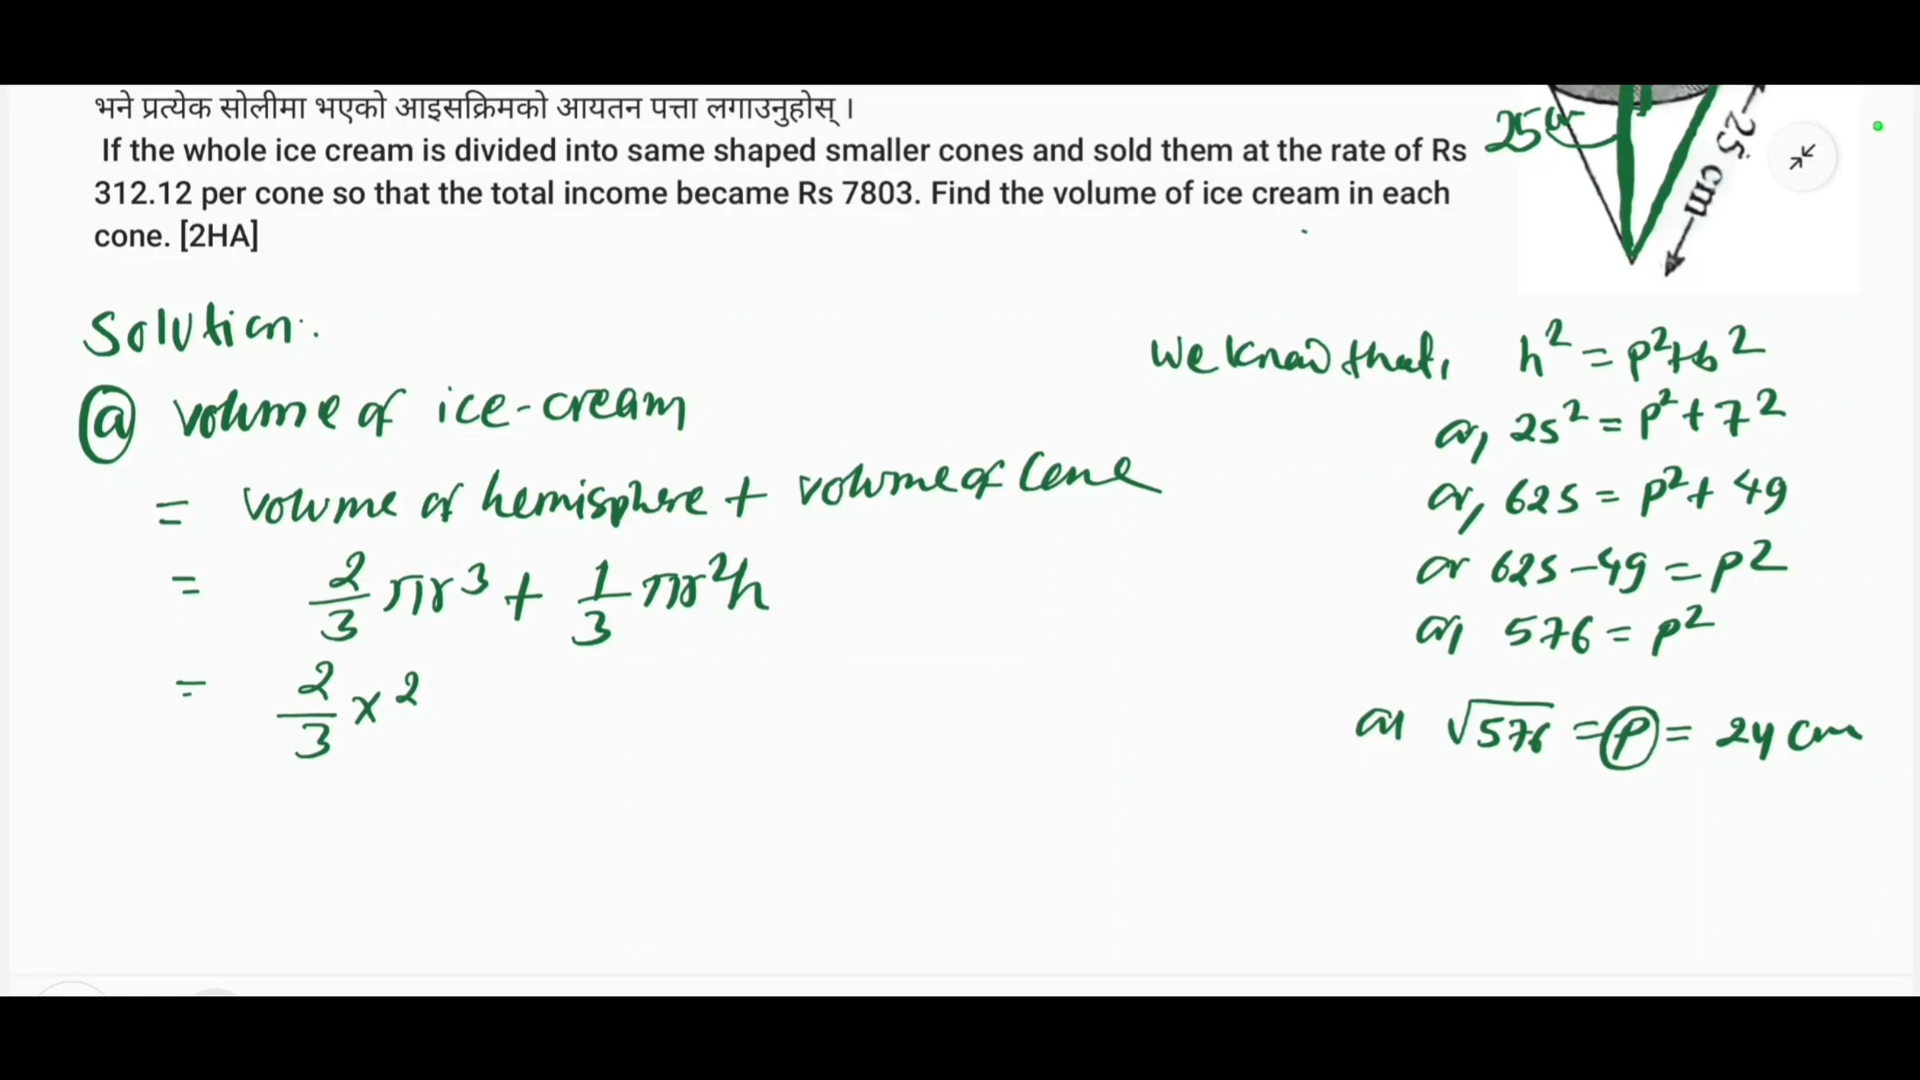 भने प्रत्येक सोलीमा भएको आइसक्रिमको आयतन पत्ता लगाउनुहोस् ।
If the whole ice cream is divided into same shaped smaller cones and sold them at the rate of Rs
312.12 per cone so that the total income became Rs 7803. Find the volume of ice cream in each
cone. [2HA]
25 cm
25 cm
Solution:
(a) volume of ice-cream
= volume of hemisphere + volume of Cone
= 2/3 πr³ + 1/3 πr²h
= 2/3 × 2
We know that, h² = p²+b²
or, 25² = p² + 7²
or, 625 = p² + 49
or 625 - 49 = p²
or, 576 = p²
or √576 = p = 24 cm